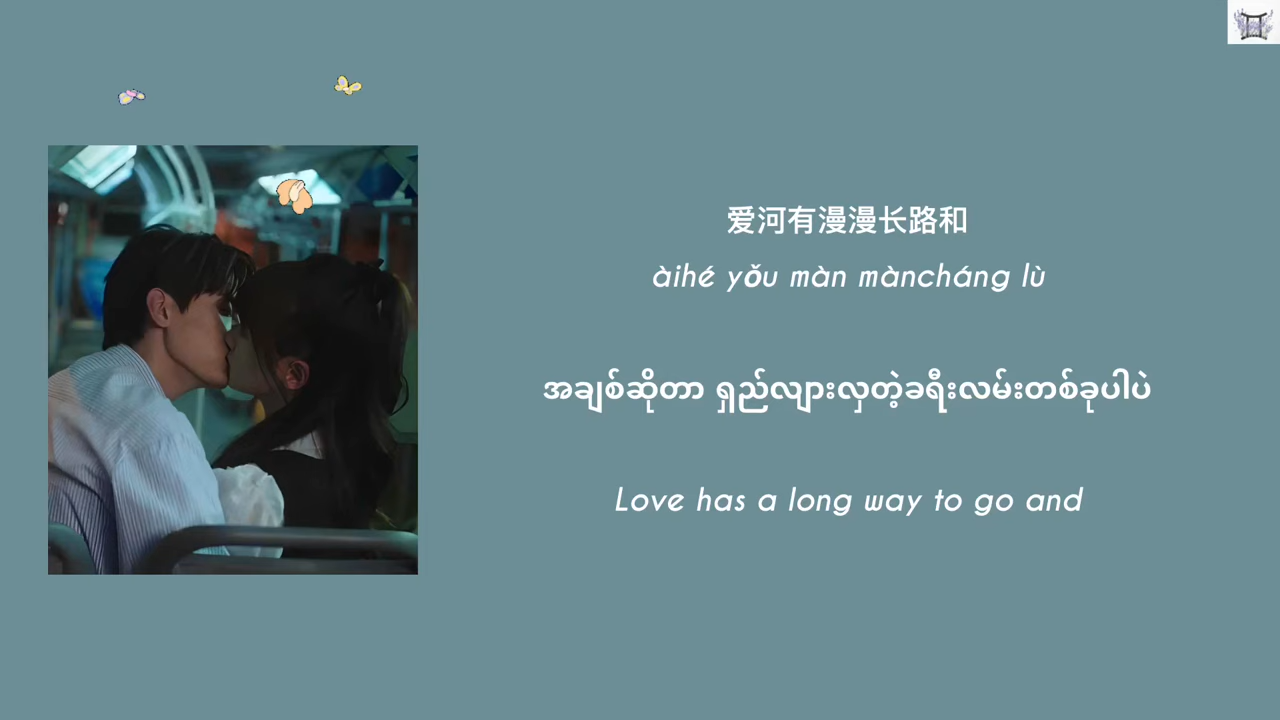 爱河有漫漫长路和
àihé yǒu màn màncháng lù
အချစ်ဆိုတာ ရှည်လျားလှတဲ့ခရီးလမ်းတစ်ခုပါပဲ
Love has a long way to go and